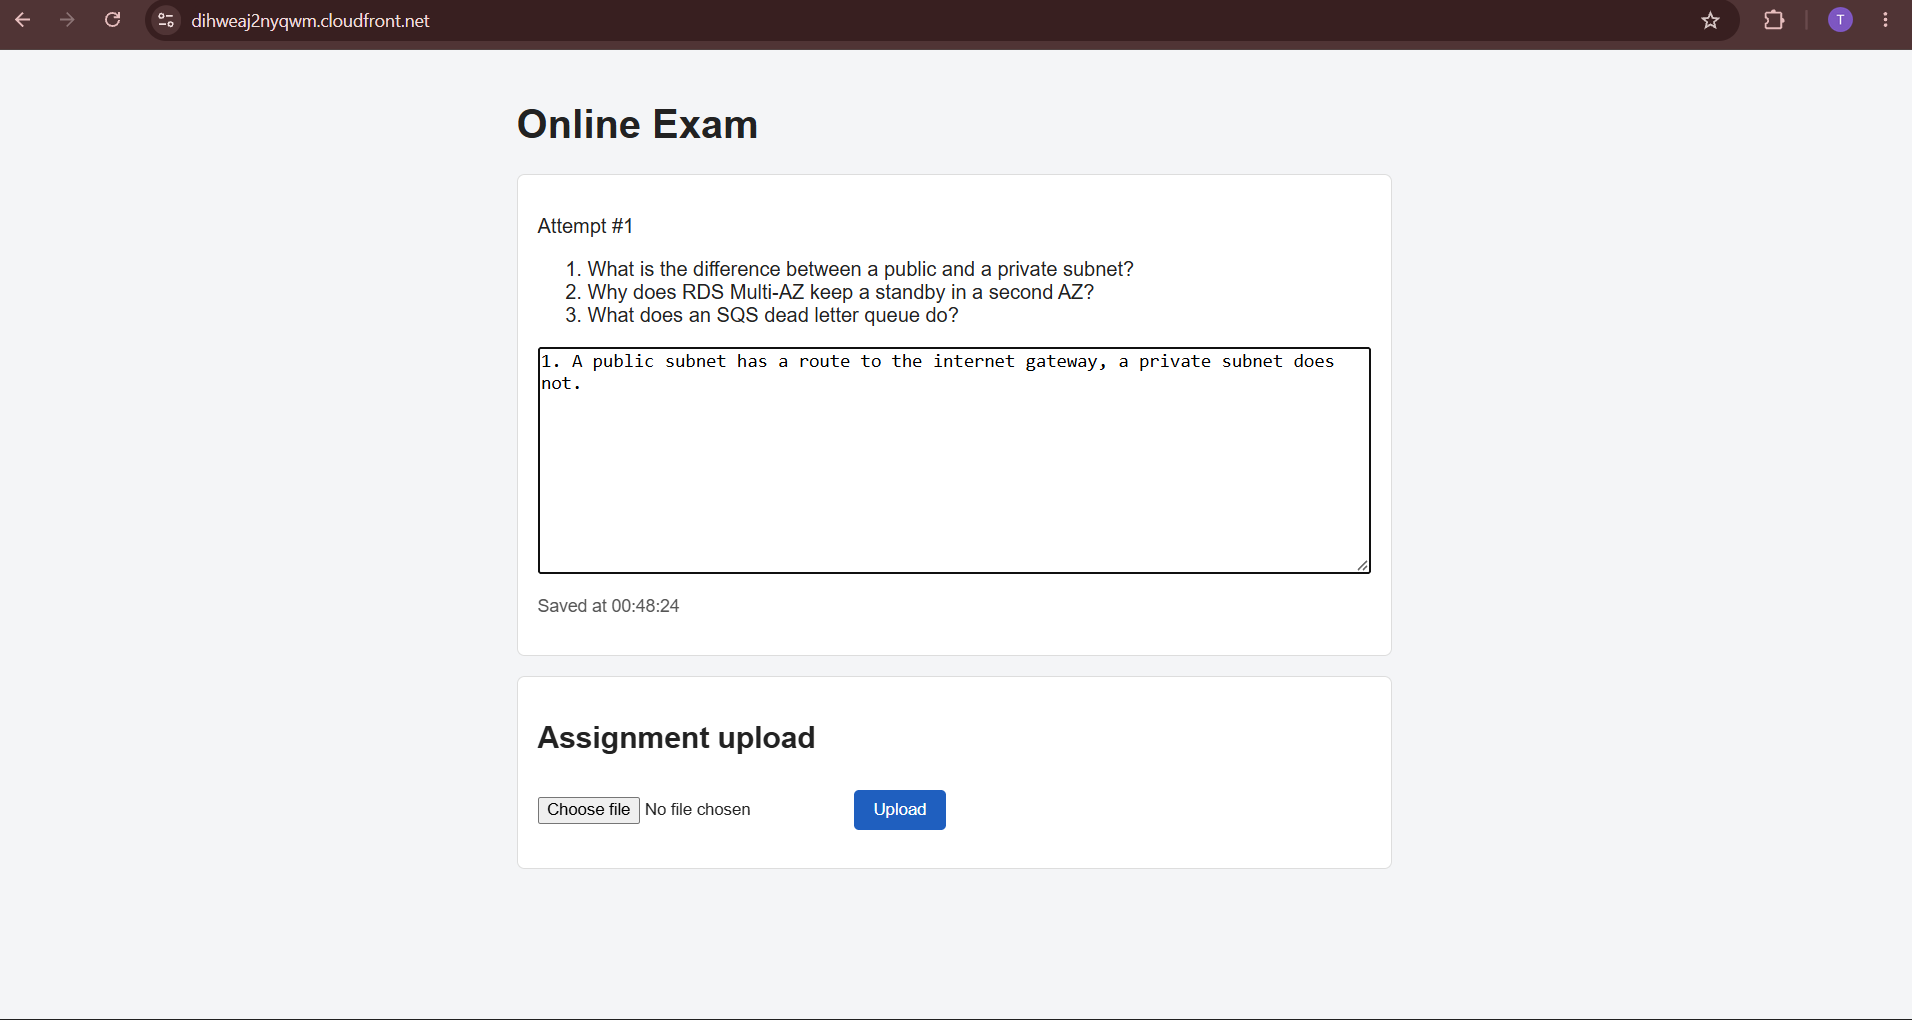 dihweaj2nyqwm.cloudfront.net
T
Online Exam
Attempt #1
1. What is the difference between a public and a private subnet?
2. Why does RDS Multi-AZ keep a standby in a second AZ?
3. What does an SQS dead letter queue do?
1. A public subnet has a route to the internet gateway, a private subnet does
not.
Saved at 00:48:24
Assignment upload
Choose file No file chosen Upload